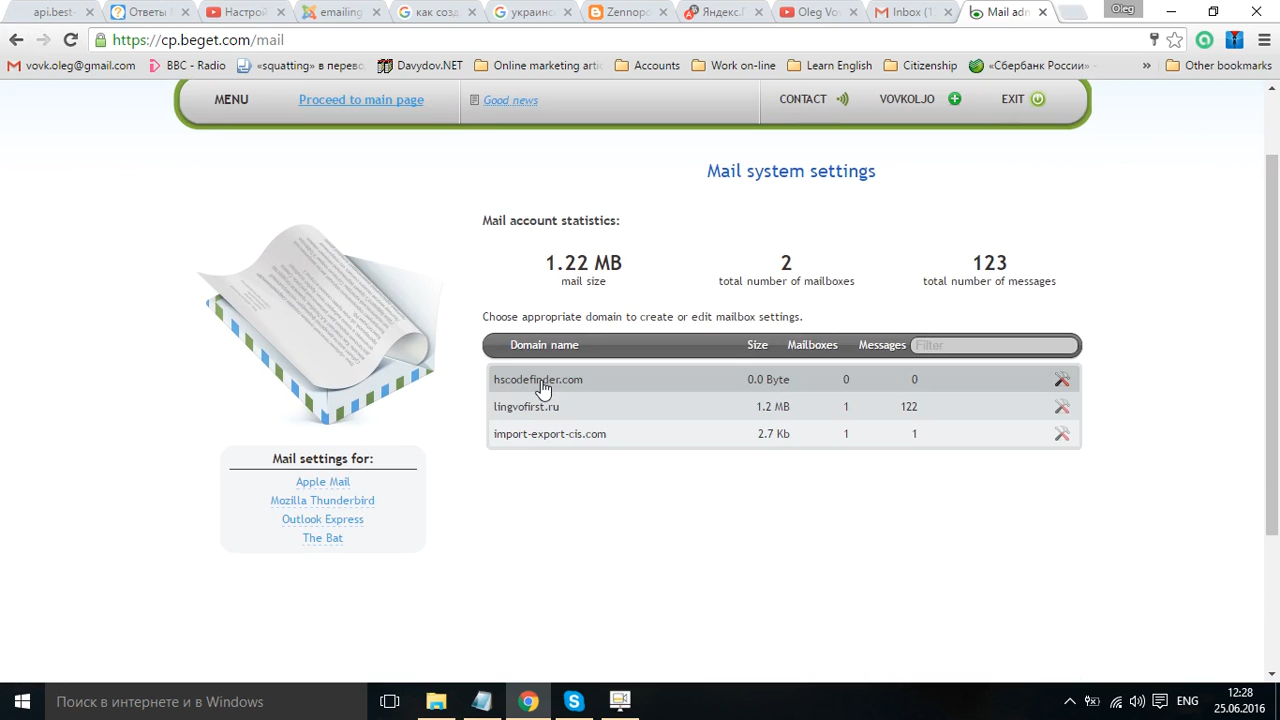 api.best-
Ответы
Настрой
emailing
как созд
украинс
Zennopo
Яндекс.Г
Oleg Vov
Inbox (1
Mail adm
Oleg
https://cp.beget.com/mail
vovk.oleg@gmail.com
BBC - Radio
«squatting» в перево
Davydov.NET
Online marketing arti
Accounts
Work on-line
Learn English
Citizenship
«Сбербанк России»
»
Other bookmarks
MENU
Proceed to main page
Good news
CONTACT
VOVKOLJO
EXIT
Mail system settings
Mail account statistics:
1.22 MB
mail size
2
total number of mailboxes
123
total number of messages
Choose appropriate domain to create or edit mailbox settings.
Domain name Size Mailboxes Messages Filter
hscodefinder.com 0.0 Byte 0 0
lingvofirst.ru 1.2 MB 1 122
import-export-cis.com 2.7 Kb 1 1
Mail settings for:
Apple Mail
Mozilla Thunderbird
Outlook Express
The Bat
Поиск в интернете и в Windows
ENG
12:28
25.06.2016